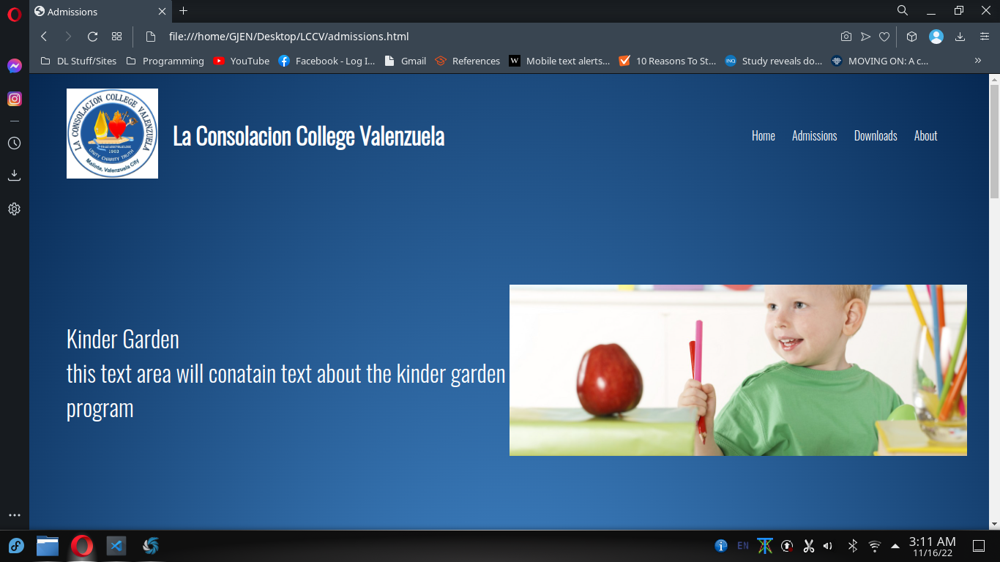 Admissions
file:///home/GJEN/Desktop/LCCV/admissions.html
DL Stuff/Sites Programming YouTube Facebook - Log I... Gmail References W Mobile text alerts... 10 Reasons To St... INQ Study reveals do... MOVING ON: A c...
LA CONSOLACION COLLEGE VALENZUELA
1903
UNITY CHARITY TRUTH
Malinta, Valenzuela City
La Consolacion College Valenzuela
Home Admissions Downloads About
Kinder Garden
this text area will conatain text about the kinder garden
program
EN
3:11 AM
11/16/22